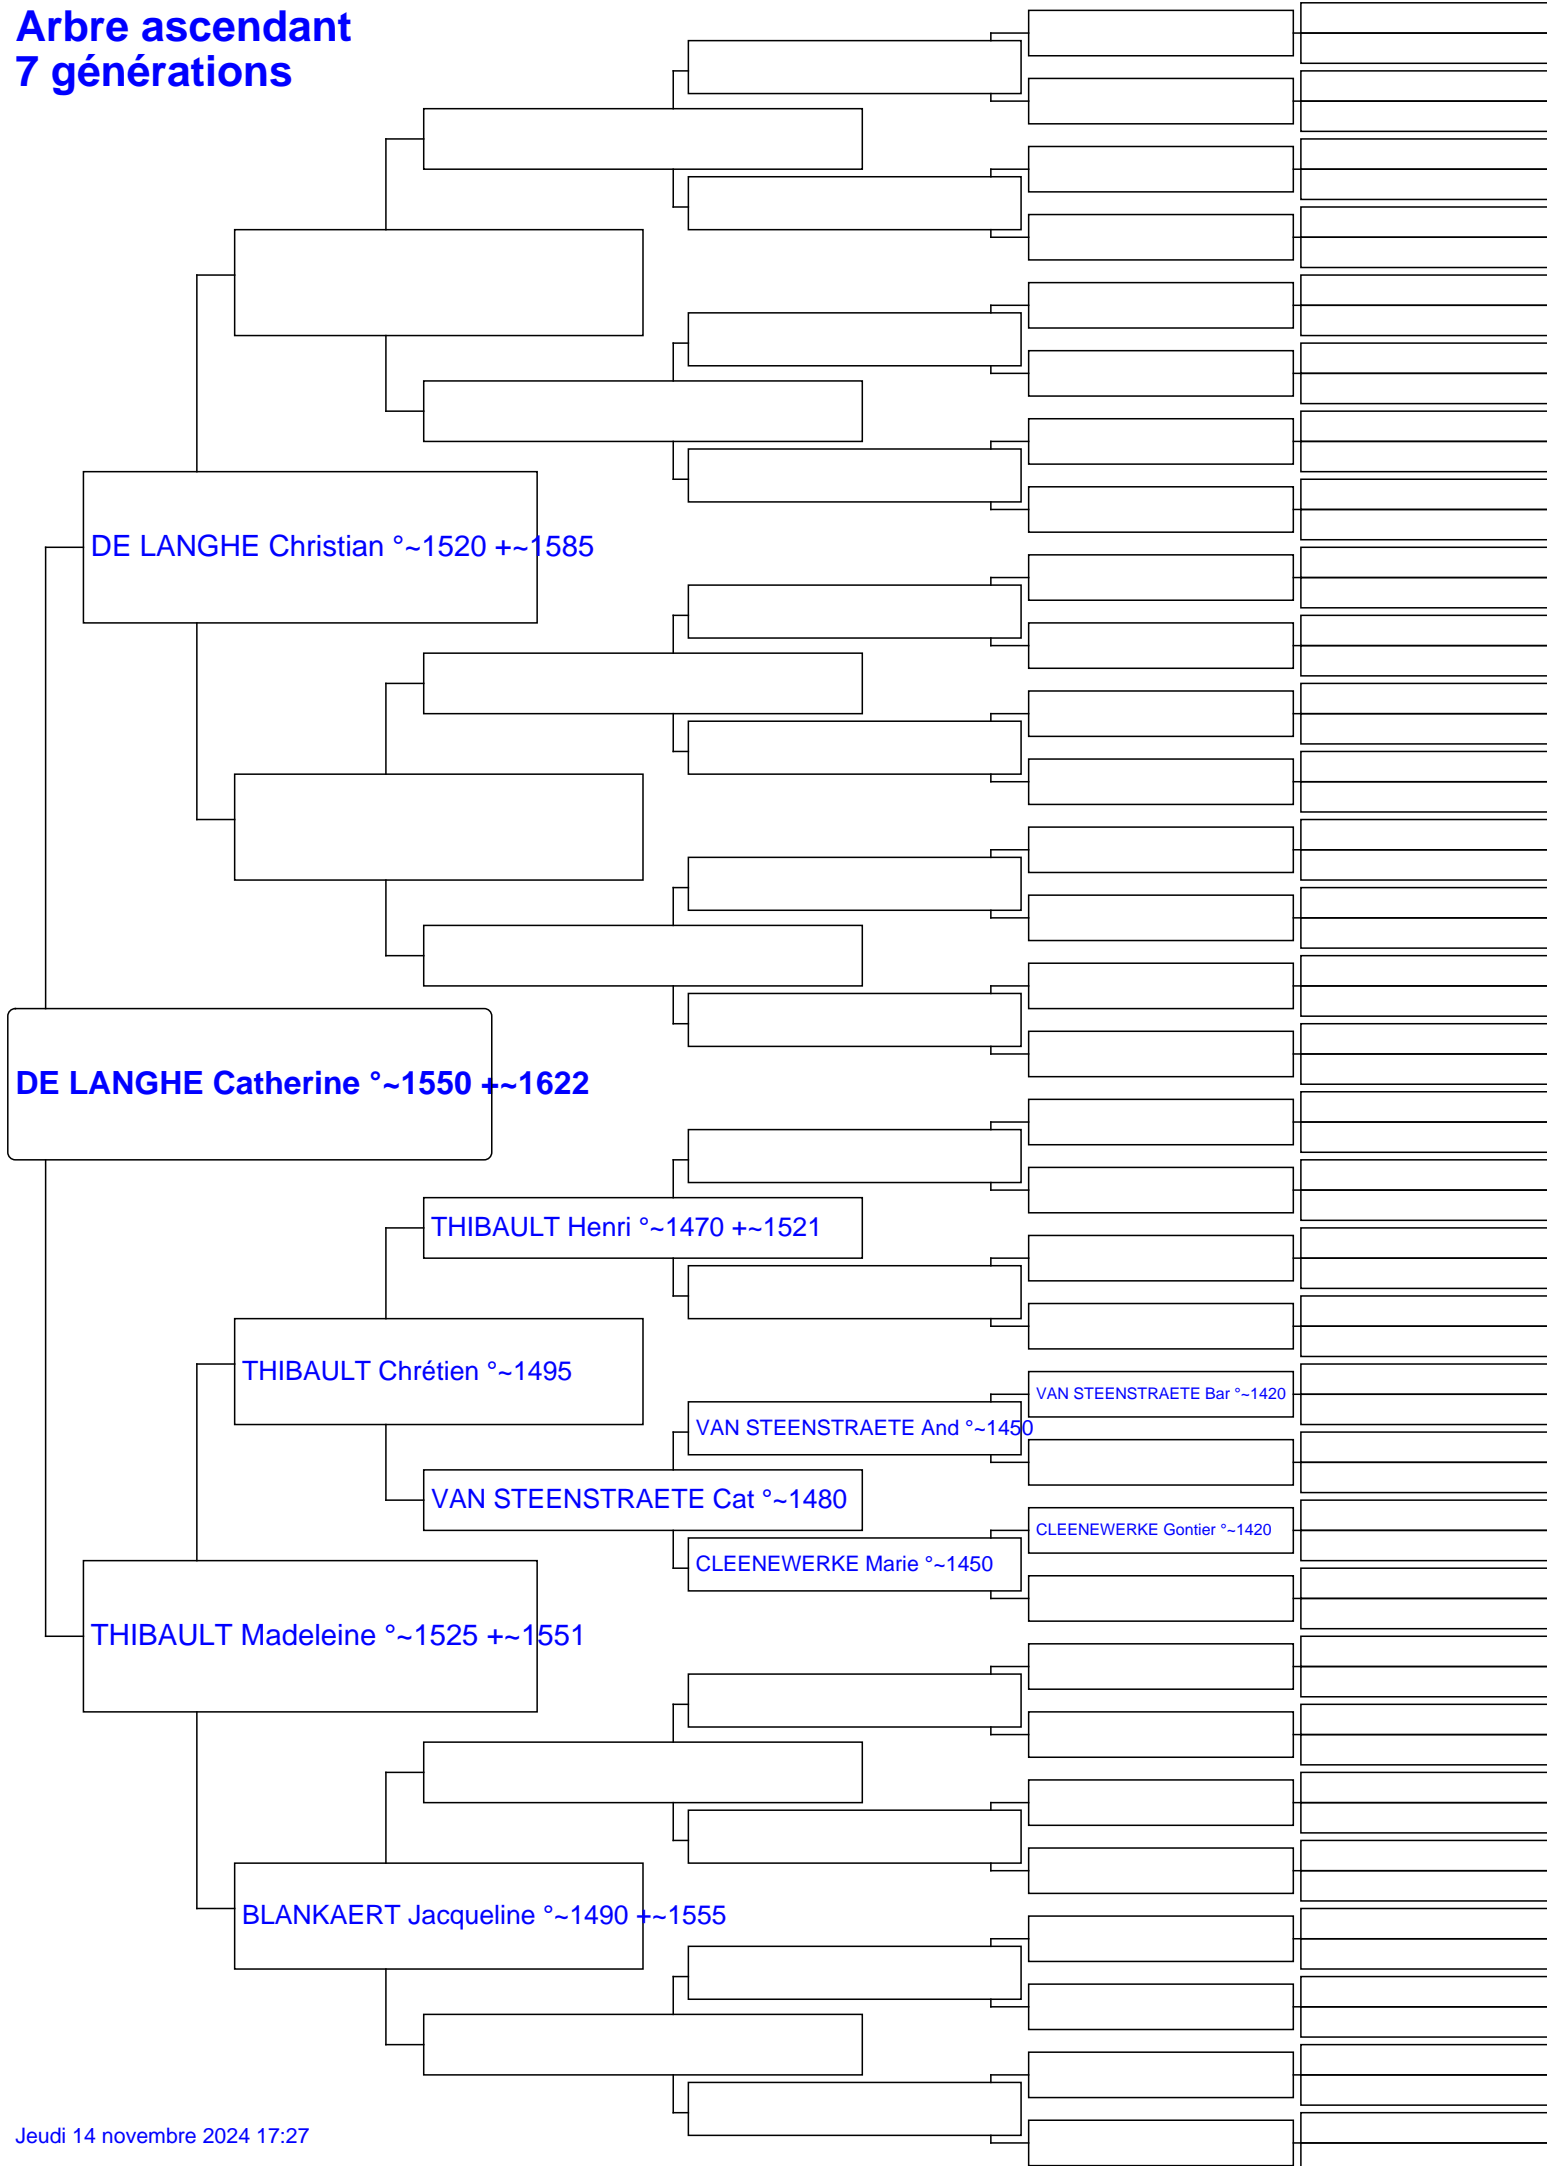 Arbre ascendant
7 générations
DE LANGHE Christian °~1520 +~1585
DE LANGHE Catherine °~1550 +~1622
THIBAULT Henri °~1470 +~1521
THIBAULT Chrétien °~1495
VAN STEENSTRAETE Bar °~1420
VAN STEENSTRAETE And °~1450
VAN STEENSTRAETE Cat °~1480
CLEENEWERKE Gontier °~1420
CLEENEWERKE Marie °~1450
THIBAULT Madeleine °~1525 +~1551
BLANKAERT Jacqueline °~1490 +~1555
Jeudi 14 novembre 2024 17:27